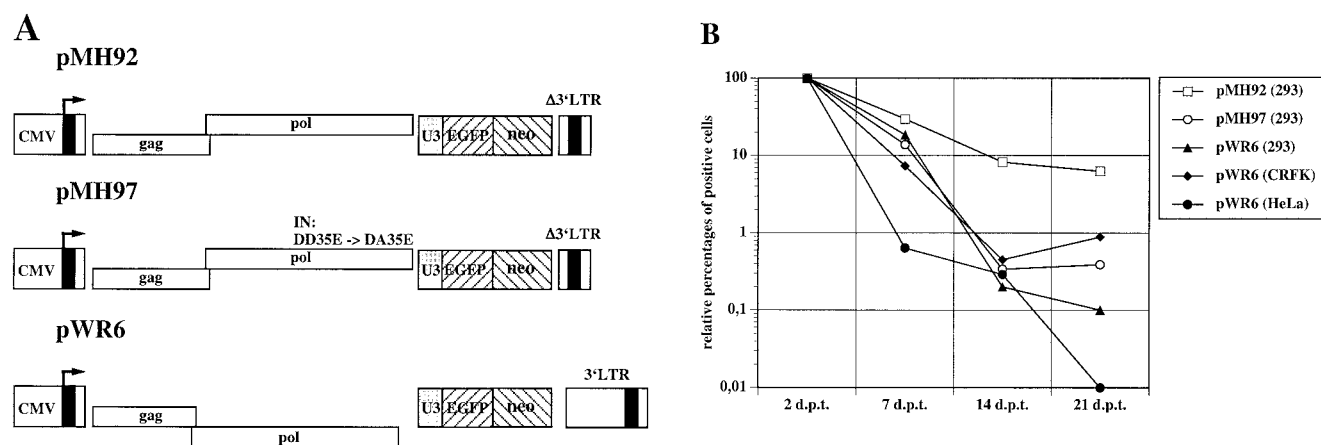 A
pMH92
Δ3'LTR
CMV
pol
U3
EGFP
neo
gag
pMH97
IN:
DD35E -> DA35E
Δ3'LTR
CMV
pol
U3
EGFP
neo
gag
pWR6
3'LTR
CMV
U3
EGFP
neo
gag
pol
B
relative percentages of positive cells
100
10
1
0,1
0,01
2 d.p.t.
7 d.p.t.
14 d.p.t.
21 d.p.t.
pMH92 (293)
pMH97 (293)
pWR6 (293)
pWR6 (CRFK)
pWR6 (HeLa)